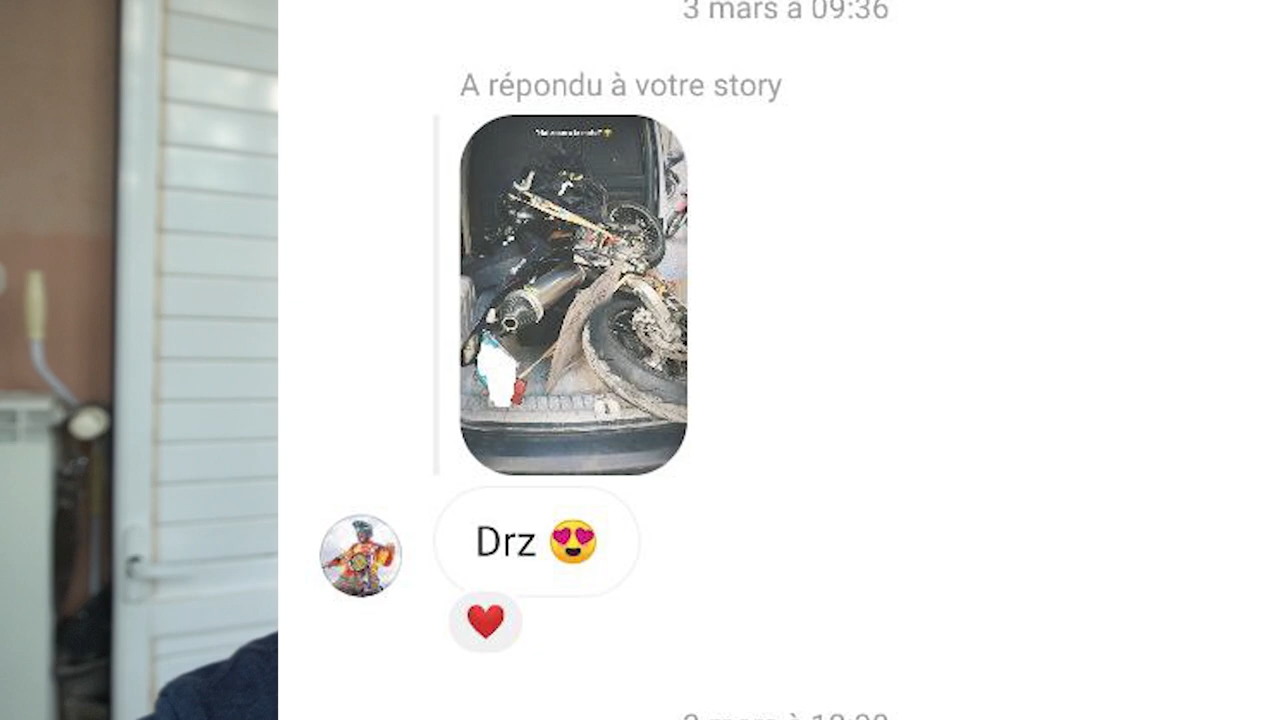 3 mars à 09:36
A répondu à votre story
Drz 😍